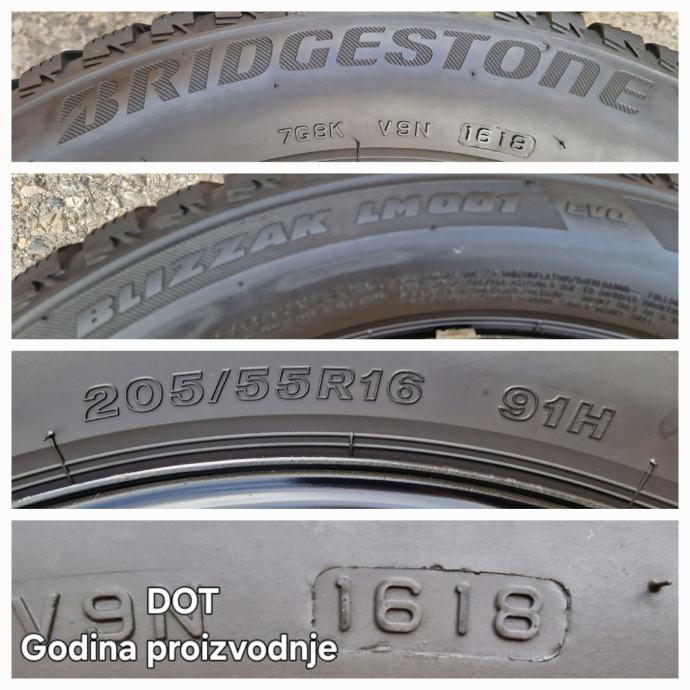 BRIDGESTONE
7G8K V9N 1618
BLIZZAK LM001 EVO
205/55R16 91H
V9N 1618
DOT
Godina proizvodnje